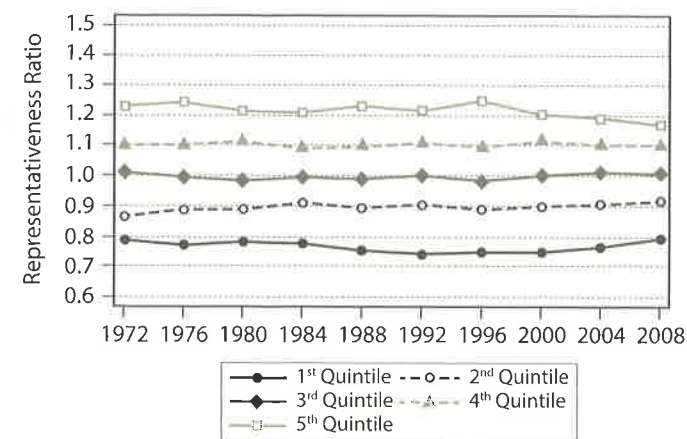 Representativeness Ratio
1.5
1.4
1.3
1.2
1.1
1.0
0.9
0.8
0.7
0.6
1972 1976 1980 1984 1988 1992 1996 2000 2004 2008
1st Quintile 2nd Quintile
3rd Quintile 4th Quintile
5th Quintile